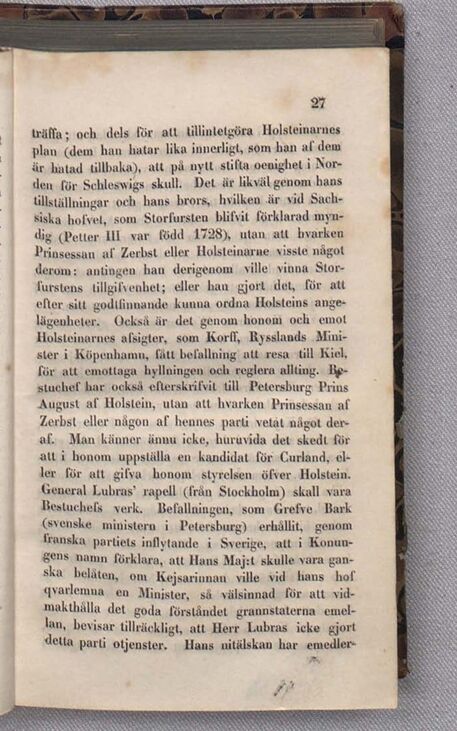 27
träffa; och dels för att tillintetgöra Holsteinarnes
plan (dem han hatar lika innerligt, som han af dem
är hatad tillbaka), att på nytt stifta oenighet i Nor-
den för Schleswigs skull. Det är likväl genom hans
tillställningar och hans brors, hvilken är vid Sach-
siska hofvet, som Storfursten blifvit förklarad myn-
dig (Petter III var född 1728), utan att hvarken
Prinsessan af Zerbst eller Holsteinarne visste något
derom: antingen han derigenom ville vinna Stor-
furstens tillgifvenhet; eller han gjort det, för att
efter sitt godtfinnande kunna ordna Holsteins ange-
lägenheter. Också är det genom honom och emot
Holsteinarnes afsigter, som Korff, Rysslands Mini-
ster i Köpenhamn, fått befallning att resa till Kiel,
för att emottaga hyllningen och reglera allting. Be-
stuchef har också efterskrifvit till Petersburg Prins
August af Holstein, utan att hvarken Prinsessan af
Zerbst eller någon af hennes parti vetat något der-
af. Man känner ännu icke, huruvida det skedt för
att i honom uppställa en kandidat för Curland, el-
ler för att gifva honom styrelsen öfver Holstein.
General Lubras' rapell (från Stockholm) skall vara
Bestuchefs verk. Befallningen, som Grefve Bark
(svenske ministern i Petersburg) erhållit, genom
franska partiets inflytande i Sverige, att i Konun-
gens namn förklara, att Hans Maj:t skulle vara gan-
ska belåten, om Kejsarinnan ville vid hans hof
qvarlemna en Minister, så välsinnad för att vid-
makthålla det goda förståndet grannstaterna emel-
lan, bevisar tillräckligt, att Herr Lubras icke gjort
detta parti otjenster. Hans nitälskan har emedler-